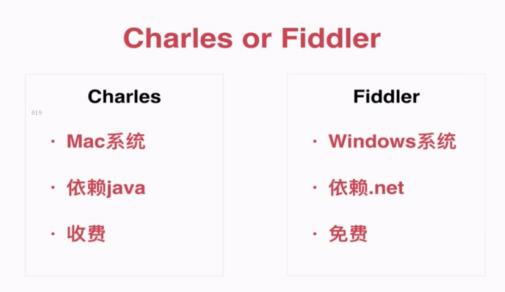 Charles or Fiddler
Charles
019
· Mac系统
· 依赖java
· 收费
Fiddler
· Windows系统
· 依赖.net
· 免费